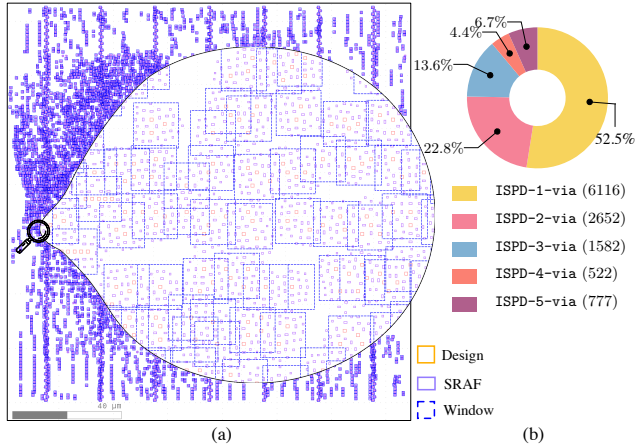 6.7%
4.4%
13.6%
22.8%
52.5%
ISPD-1-via (6116)
ISPD-2-via (2652)
ISPD-3-via (1582)
ISPD-4-via (522)
ISPD-5-via (777)
Design
SRAF
Window
40 μm
(a)
(b)